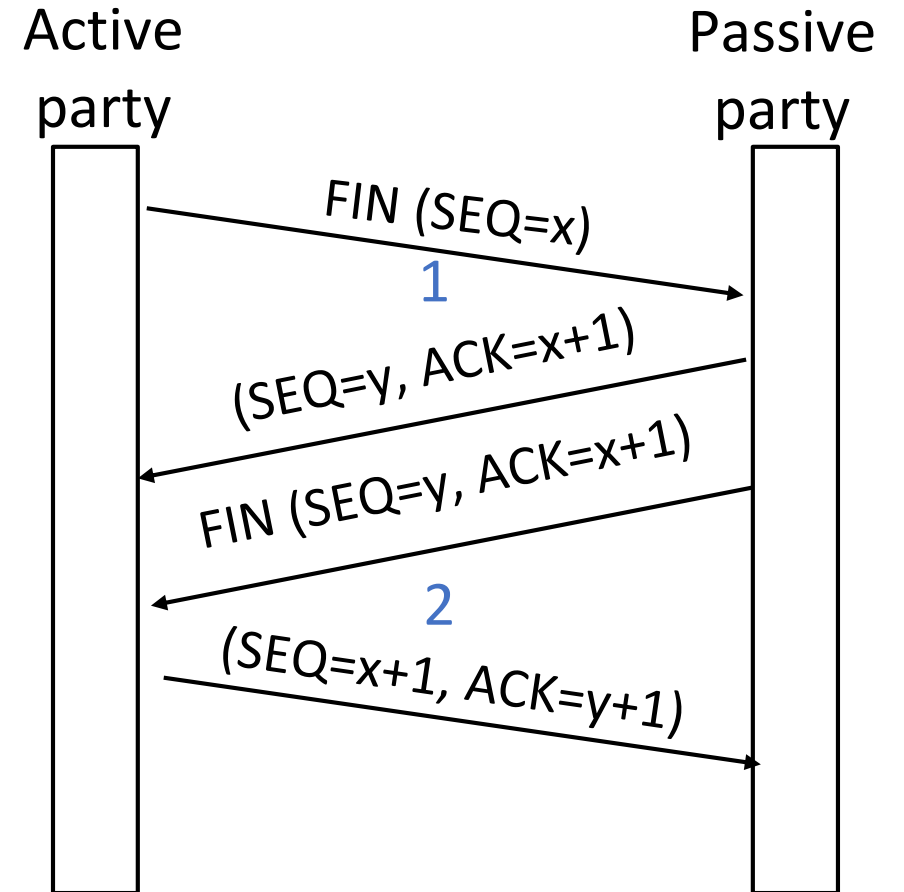 Active
party
Passive
party
FIN (SEQ=x)
1
(SEQ=y, ACK=x+1)
FIN (SEQ=y, ACK=x+1)
2
(SEQ=x+1, ACK=y+1)